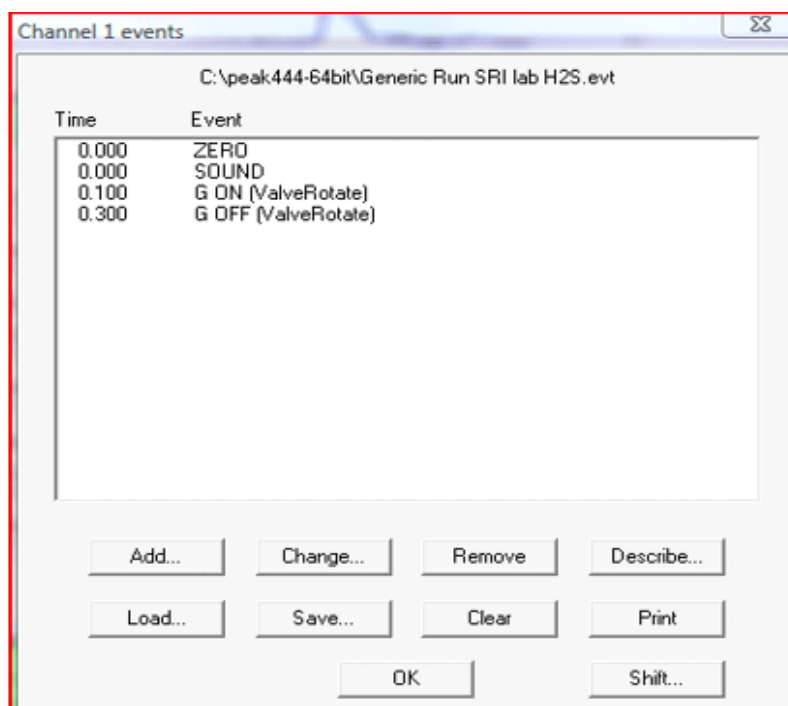 Channel 1 events
C:\peak444-64bit\Generic Run SRI lab H2S.evt
Time Event
0.000 ZERO
0.000 SOUND
0.100 G ON (ValveRotate)
0.300 G OFF (ValveRotate)
Add... Change... Remove Describe...
Load... Save... Clear Print
OK Shift...